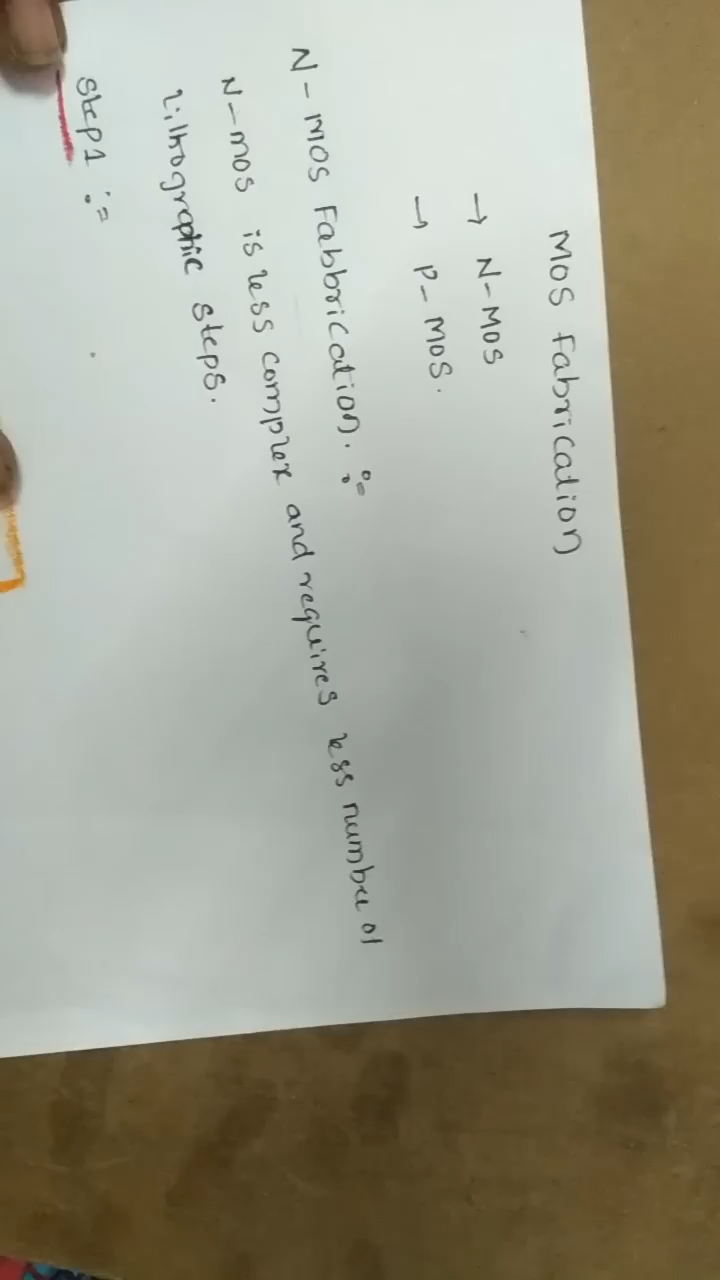 MOS Fabrication
→ N-MOS
→ P-MOS.
N-MOS Fabbrication. :=
N-mos is less complex and requires less number of
lithographic steps.
Step1 :=